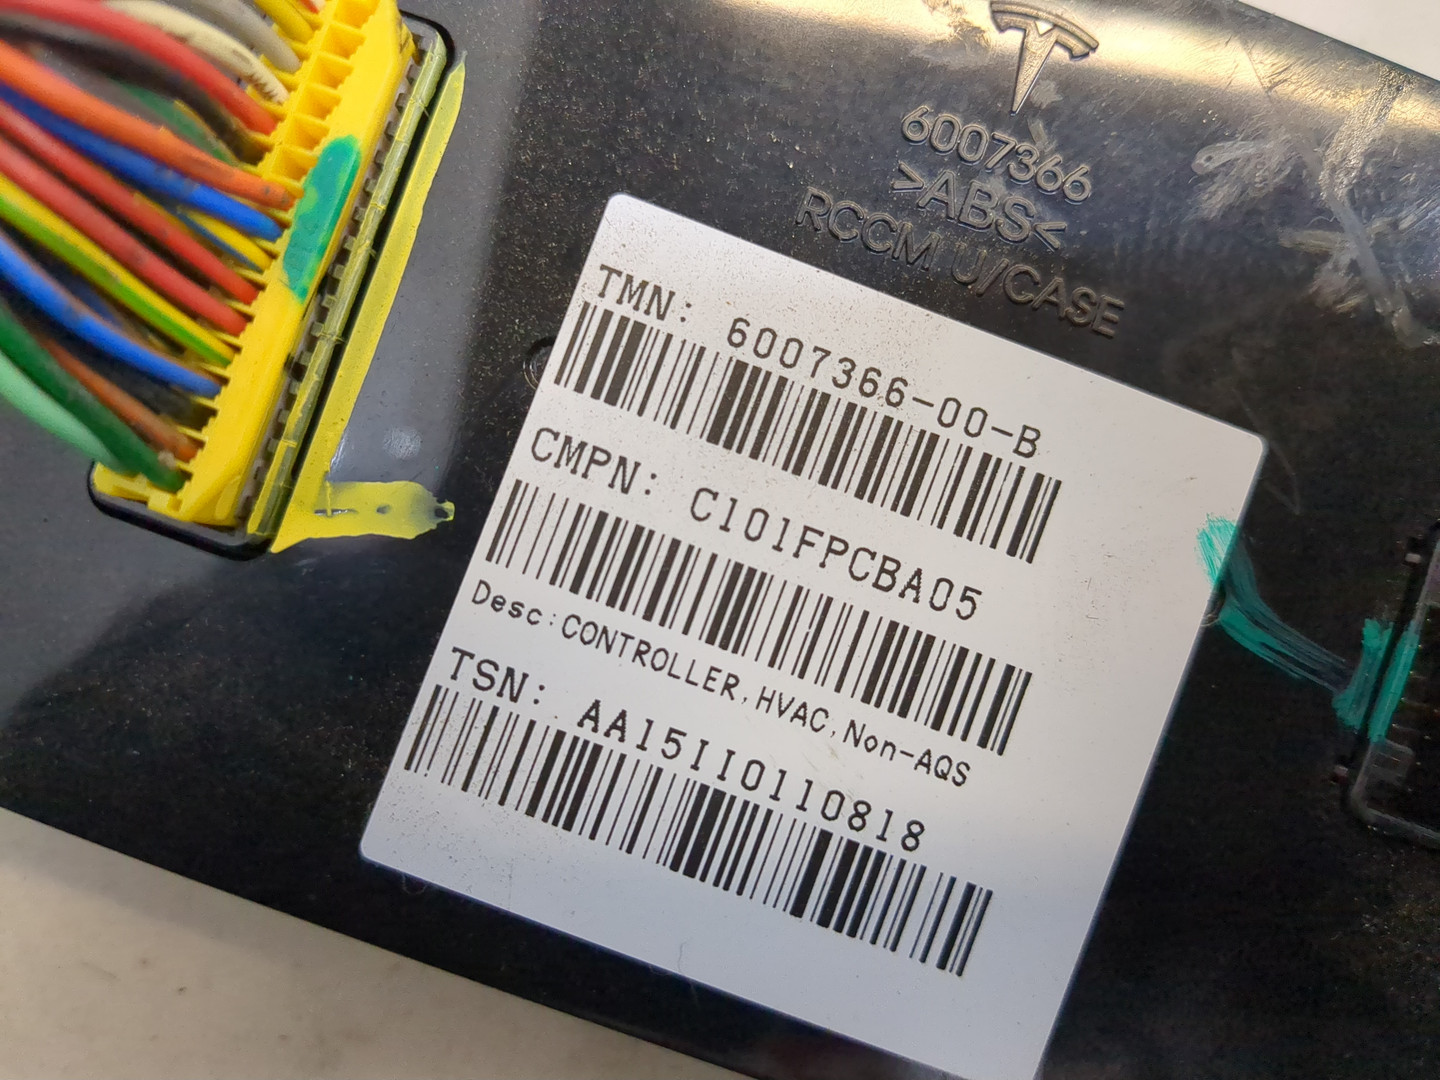 6007366
>ABS<
RCCM U/CASE
TMN: 6007366-00-B
CMPN: C101FPCBA05
Desc:CONTROLLER,HVAC,Non-AQS
TSN: AA15II0110818